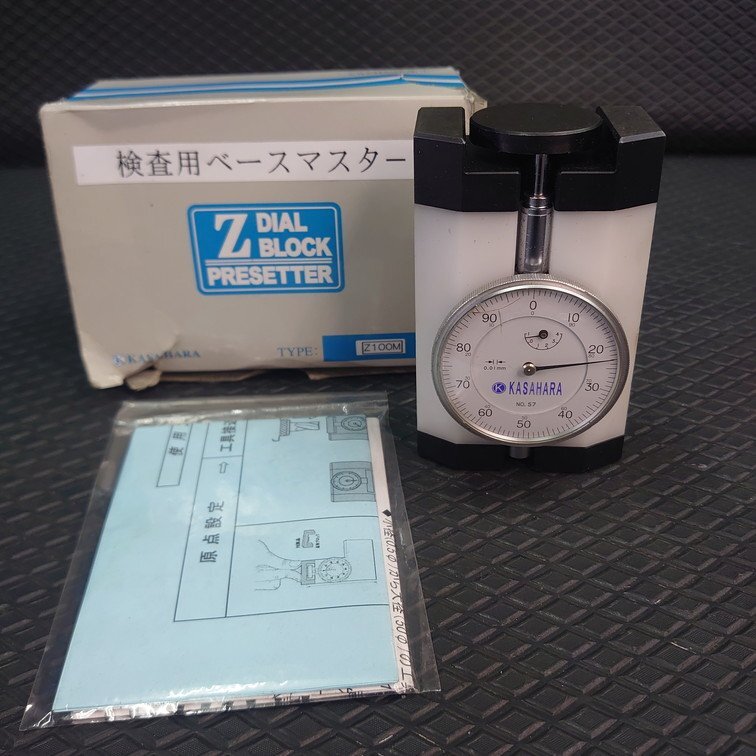 検査用ベースマスター
Z DIAL
BLOCK
PRESETTER
KASAHARA
TYPE: Z100M
0
10
20
30
40
50
60
70
80
90
0.01mm
KASAHARA
NO. 57
使用
原点設定 ⇨ 工具検